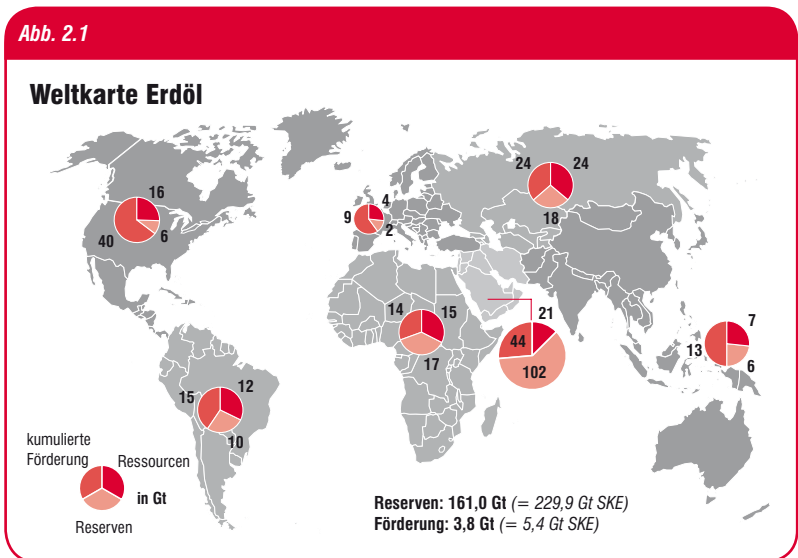 Abb. 2.1
Weltkarte Erdöl
16
40
6
4
9
2
24
24
18
14
15
17
21
44
102
7
13
6
12
15
10
kumulierte
Förderung
Ressourcen
in Gt
Reserven
Reserven: 161,0 Gt (= 229,9 Gt SKE)
Förderung: 3,8 Gt (= 5,4 Gt SKE)